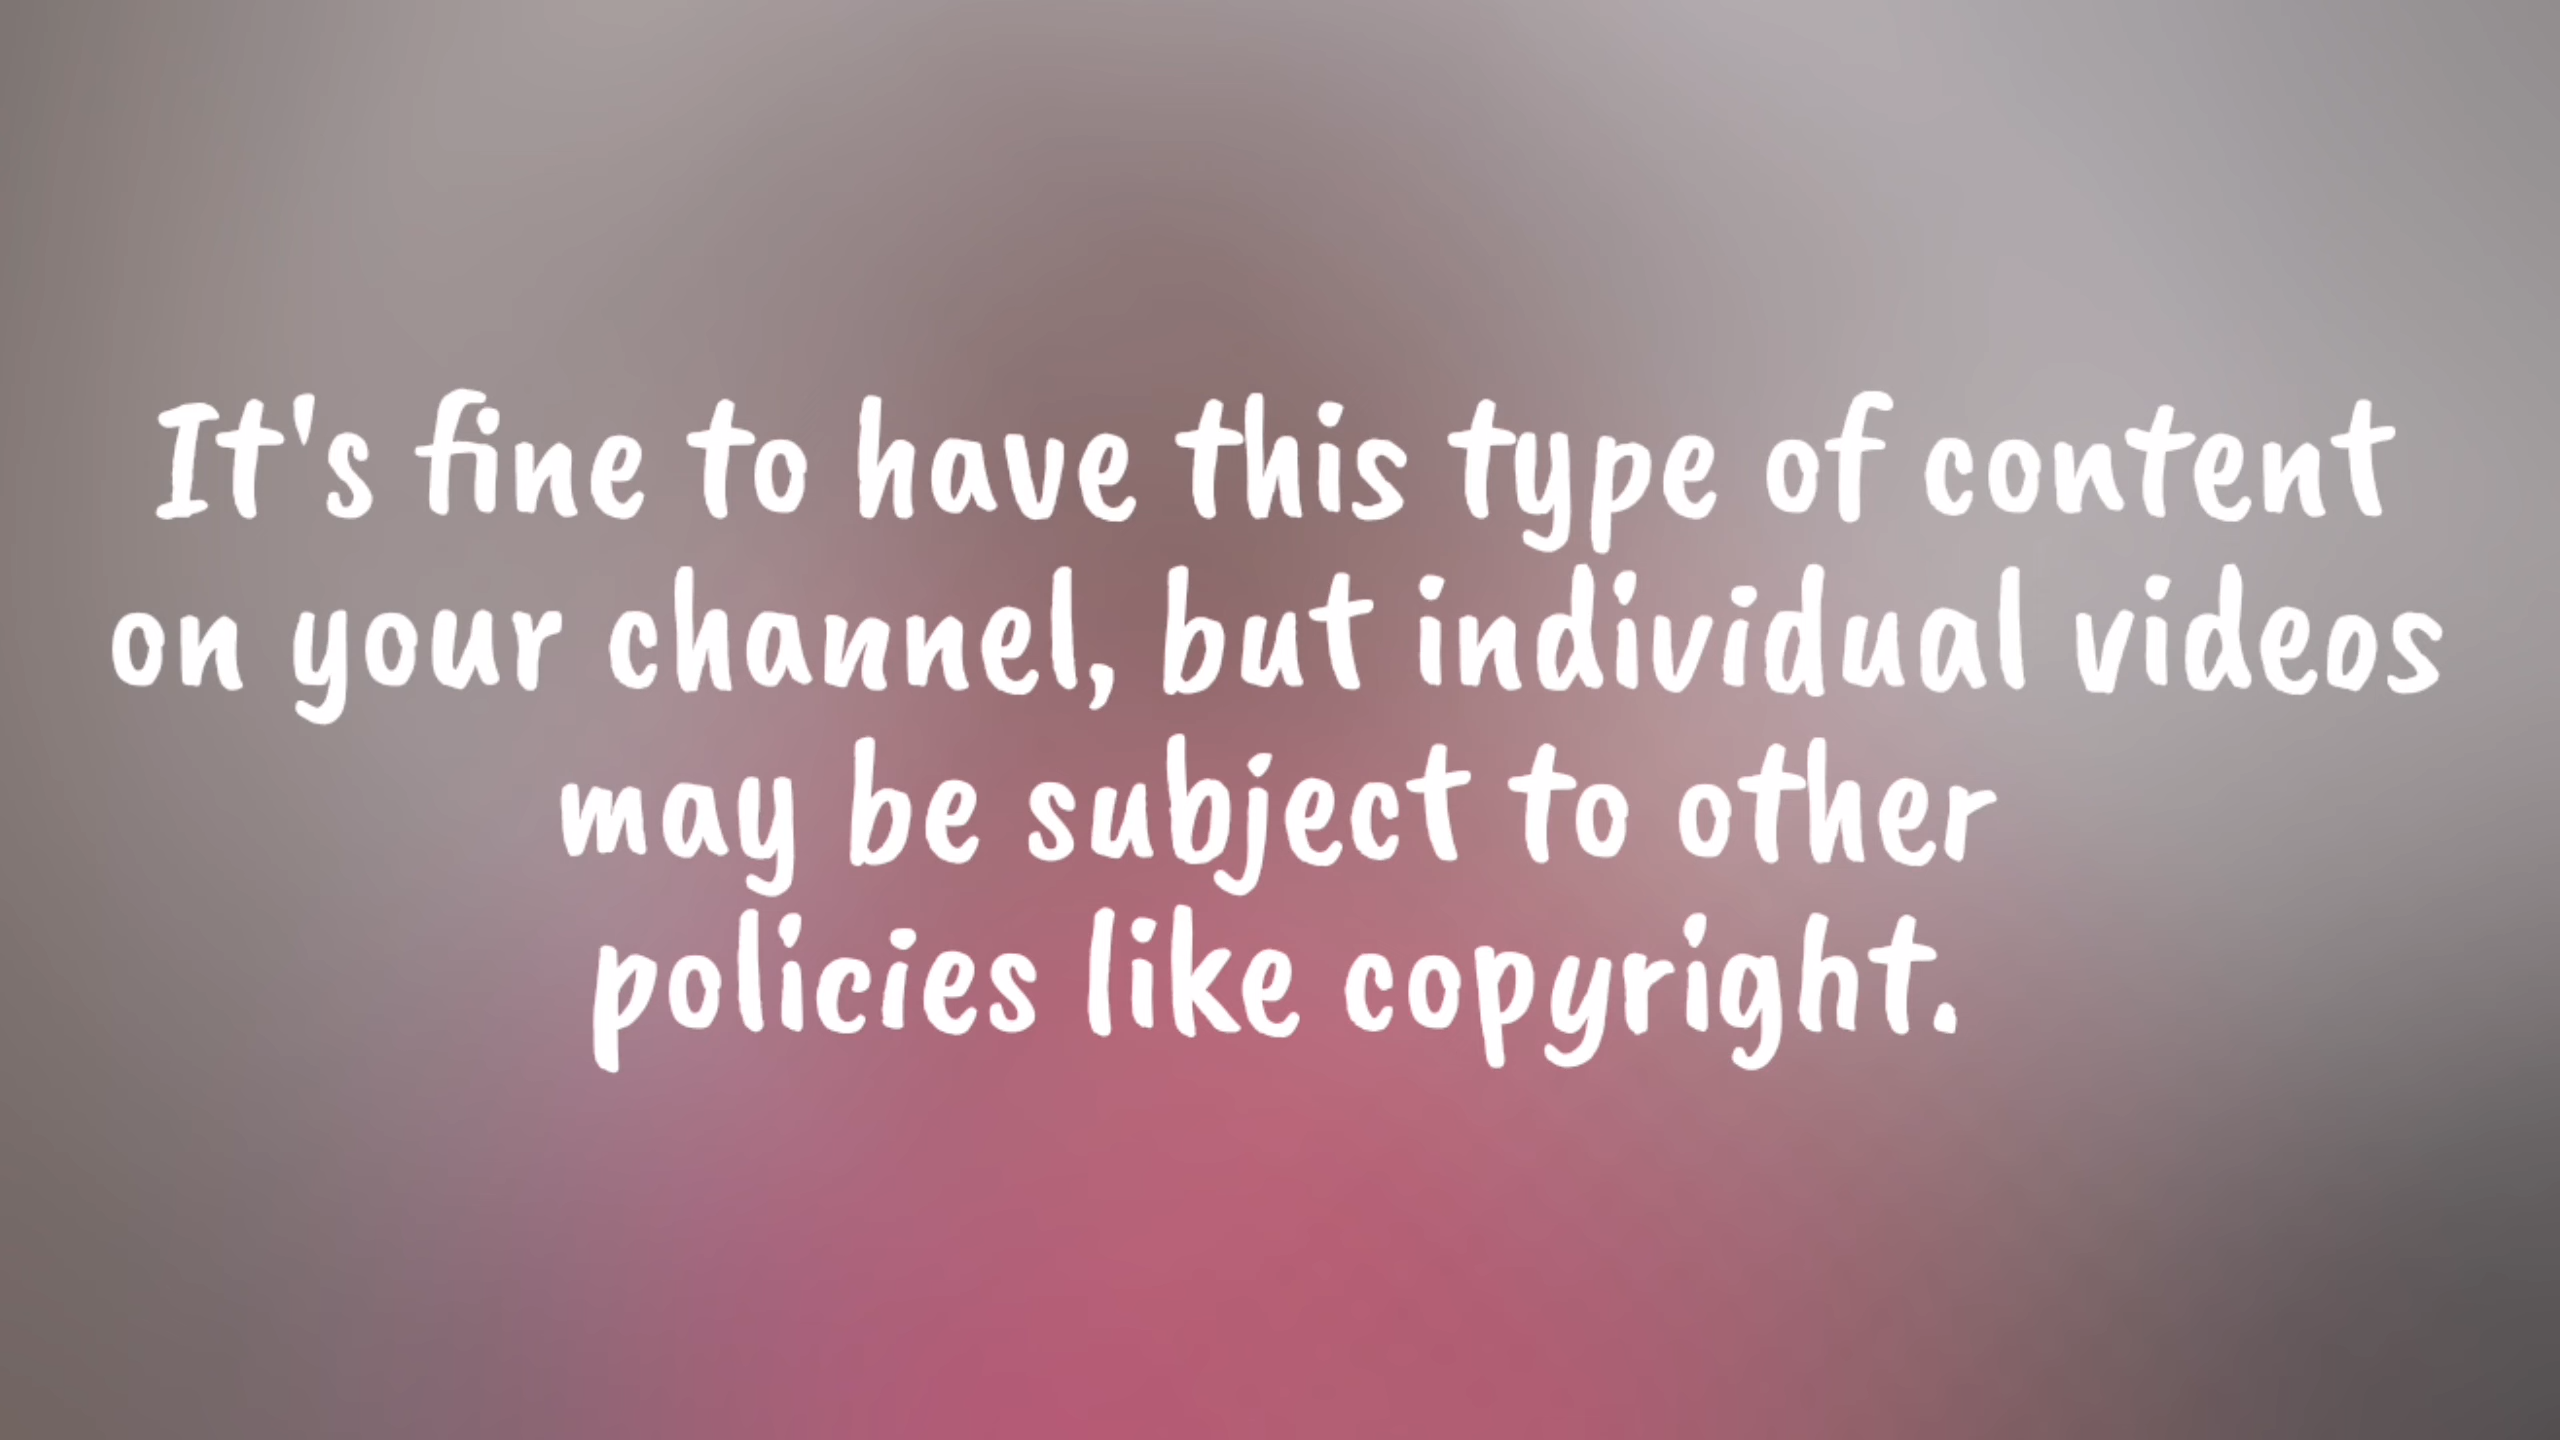 It's fine to have this type of content
on your channel, but individual videos
may be subject to other
policies like copyright.